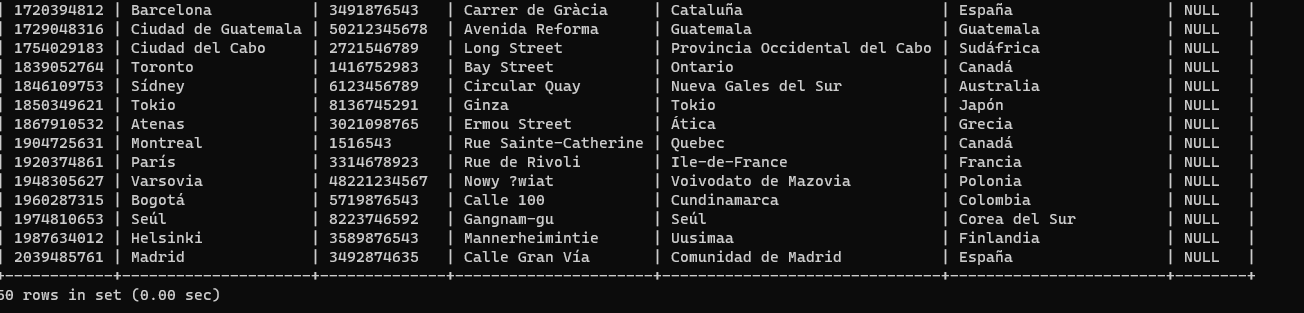 | 1720394812 | Barcelona | 3491876543 | Carrer de Gràcia | Cataluña | España | NULL |
| 1729048316 | Ciudad de Guatemala | 50212345678 | Avenida Reforma | Guatemala | Guatemala | NULL |
| 1754029183 | Ciudad del Cabo | 2721546789 | Long Street | Provincia Occidental del Cabo | Sudáfrica | NULL |
| 1839052764 | Toronto | 1416752983 | Bay Street | Ontario | Canadá | NULL |
| 1846109753 | Sídney | 6123456789 | Circular Quay | Nueva Gales del Sur | Australia | NULL |
| 1850349621 | Tokio | 8136745291 | Ginza | Tokio | Japón | NULL |
| 1867910532 | Atenas | 3021098765 | Ermou Street | Ática | Grecia | NULL |
| 1904725631 | Montreal | 1516543 | Rue Sainte-Catherine | Quebec | Canadá | NULL |
| 1920374861 | París | 3314678923 | Rue de Rivoli | Ile-de-France | Francia | NULL |
| 1948305627 | Varsovia | 48221234567 | Nowy ?wiat | Voivodato de Mazovia | Polonia | NULL |
| 1960287315 | Bogotá | 5719876543 | Calle 100 | Cundinamarca | Colombia | NULL |
| 1974810653 | Seúl | 8223746592 | Gangnam-gu | Seúl | Corea del Sur | NULL |
| 1987634012 | Helsinki | 3589876543 | Mannerheimintie | Uusimaa | Finlandia | NULL |
| 2039485761 | Madrid | 3492874635 | Calle Gran Vía | Comunidad de Madrid | España | NULL |
+------------+---------------------+--------------+----------------------+-------------------------------+------------------------+--------+
60 rows in set (0.00 sec)